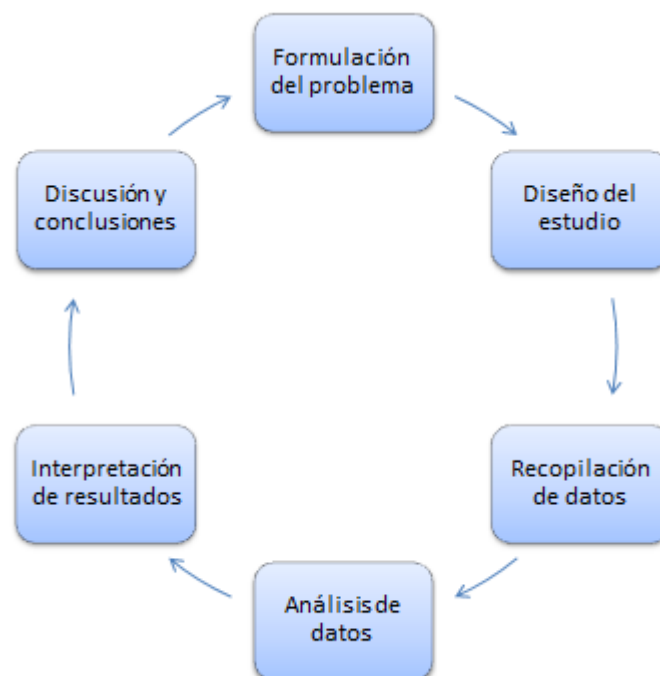 Formulación
del problema
Diseño del
estudio
Recopilación
de datos
Análisis de
datos
Interpretación
de resultados
Discusión y
conclusiones